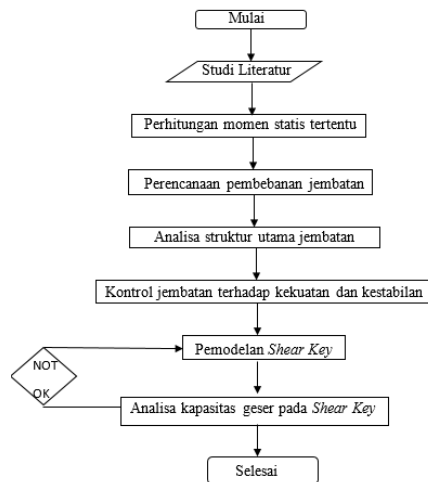 Mulai
Studi Literatur
Perhitungan momen statis tertentu
Perencanaan pembebanan jembatan
Analisa struktur utama jembatan
Kontrol jembatan terhadap kekuatan dan kestabilan
Pemodelan Shear Key
NOT
OK
Analisa kapasitas geser pada Shear Key
Selesai